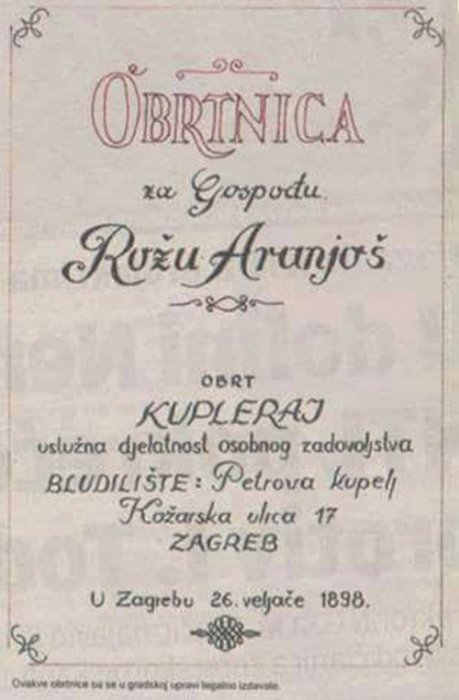 OBRTNICA
za Gospođu
Rožu Aranjoš
OBRT
KUPLERAJ
uslužna djelatnost osobnog zadovoljstva
BLUDILIŠTE: Petrova kupelj
Kožarska ulica 17
ZAGREB
U Zagrebu 26. veljače 1898.
Ovakve obrtnice su se u gradskoj upravi legalno izdavale.